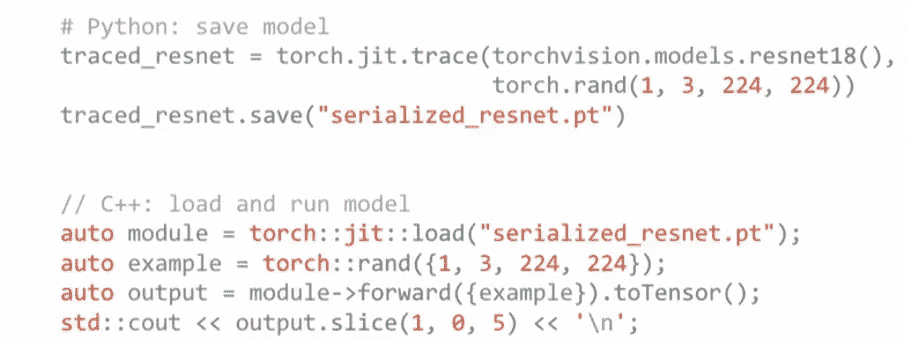 # Python: save model
traced_resnet = torch.jit.trace(torchvision.models.resnet18(),
torch.rand(1, 3, 224, 224))
traced_resnet.save("serialized_resnet.pt")
// C++: load and run model
auto module = torch::jit::load("serialized_resnet.pt");
auto example = torch::rand({1, 3, 224, 224});
auto output = module->forward({example}).toTensor();
std::cout << output.slice(1, 0, 5) << '\n';